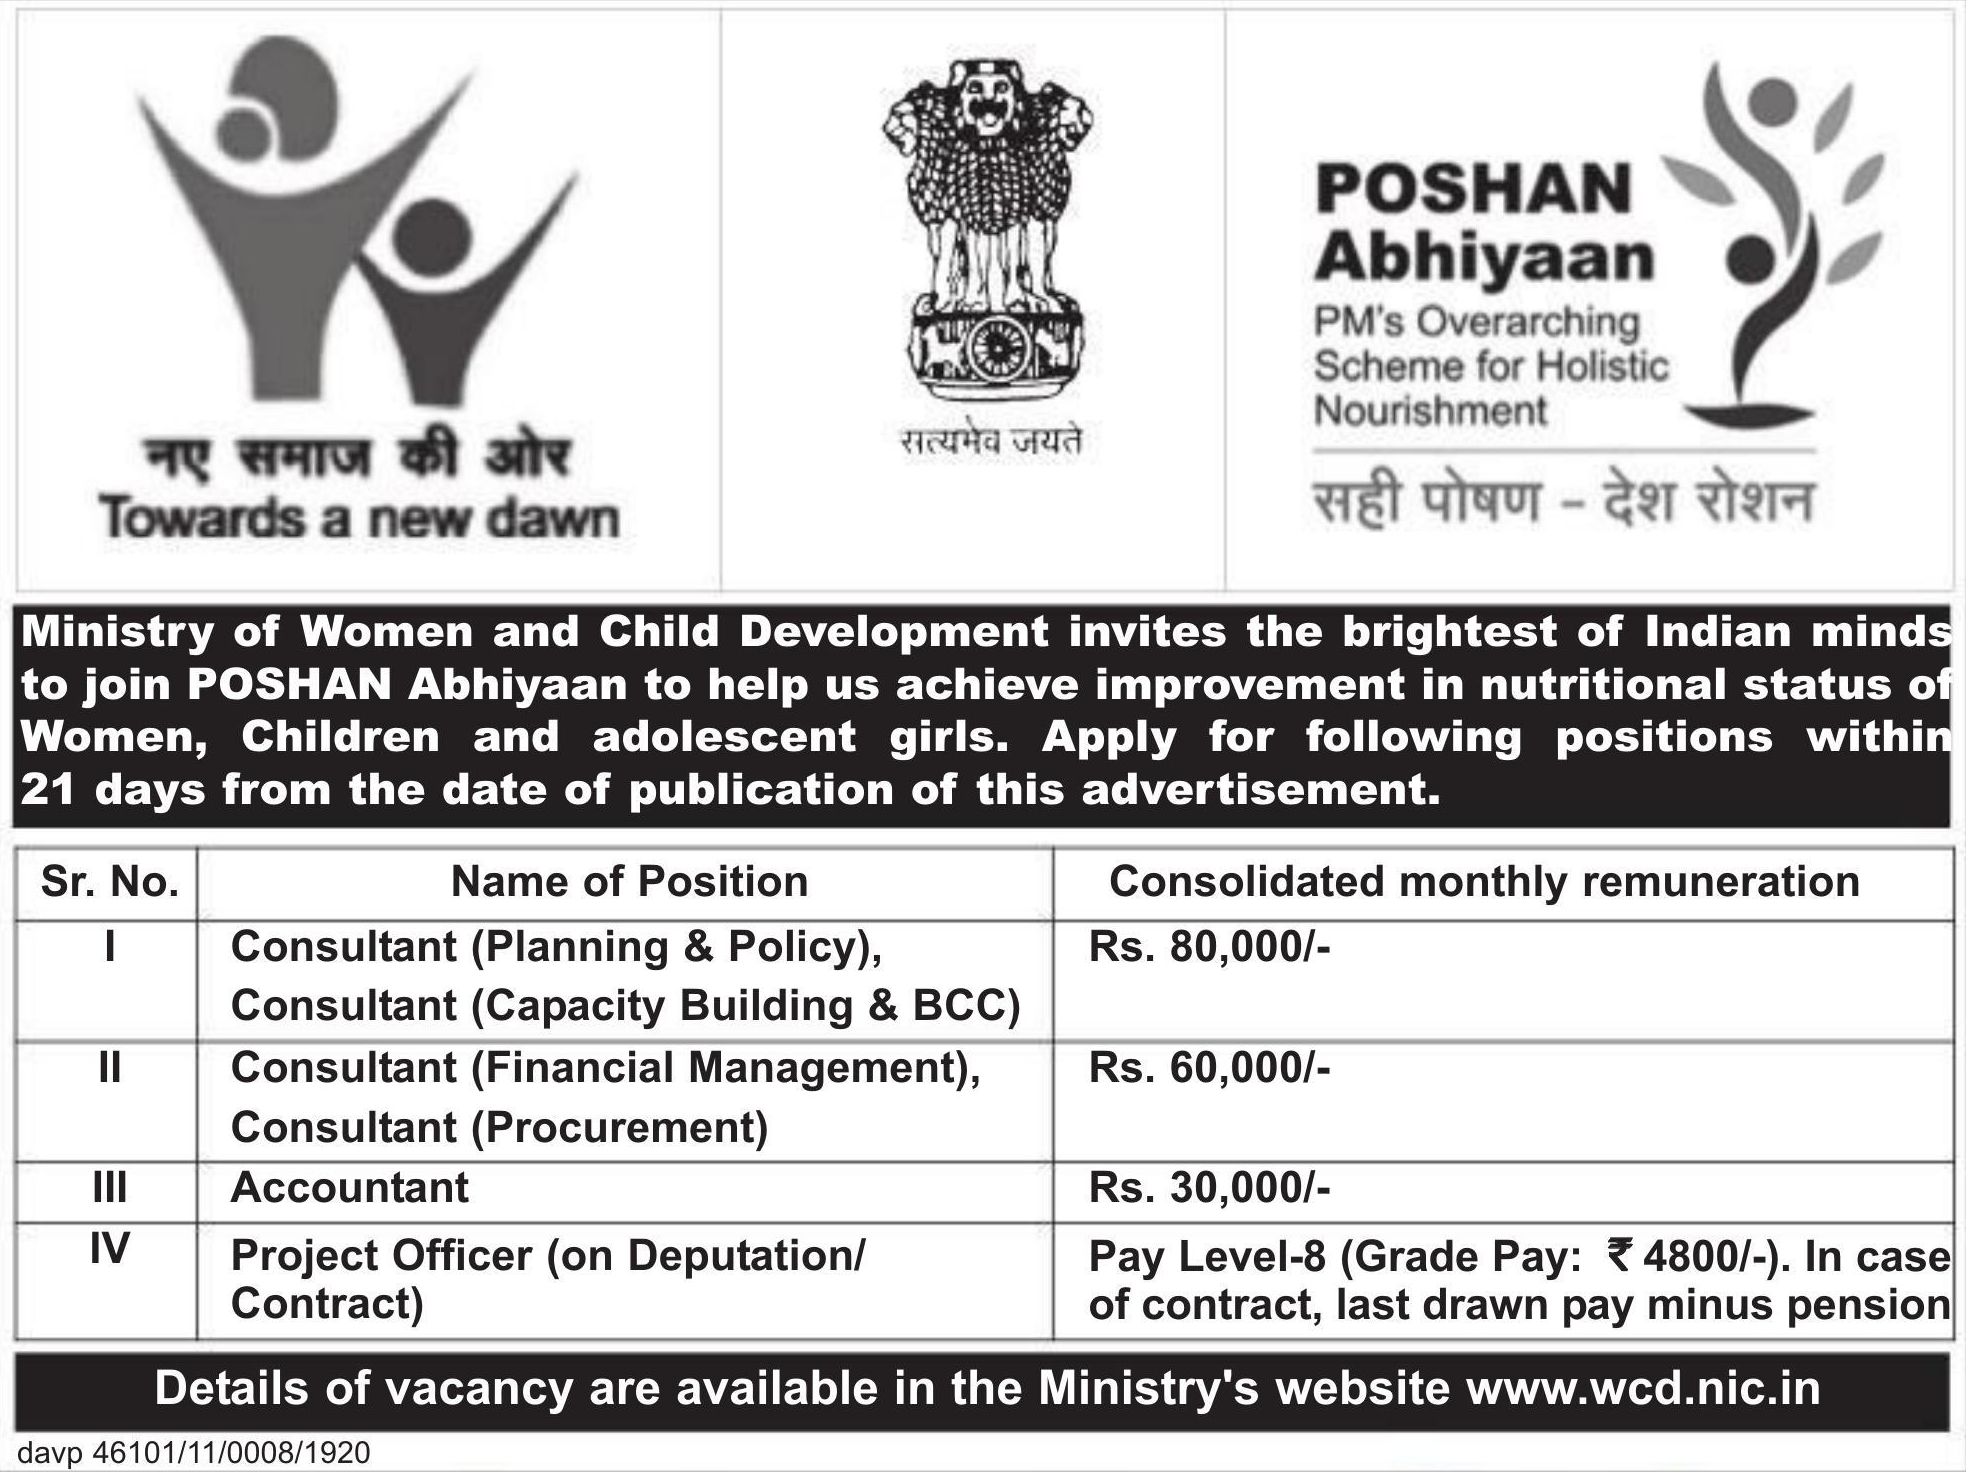 नए समाज की ओर
Towards a new dawn
सत्यमेव जयते
POSHAN
Abhiyaan
PM's Overarching
Scheme for Holistic
Nourishment
सही पोषण – देश रोशन
Ministry of Women and Child Development invites the brightest of Indian minds
to join POSHAN Abhiyaan to help us achieve improvement in nutritional status of
Women, Children and adolescent girls. Apply for following positions within
21 days from the date of publication of this advertisement.
Sr. No. Name of Position Consolidated monthly remuneration
I Consultant (Planning & Policy), Rs. 80,000/-
Consultant (Capacity Building & BCC)
II Consultant (Financial Management), Rs. 60,000/-
Consultant (Procurement)
III Accountant Rs. 30,000/-
IV Project Officer (on Deputation/ Pay Level-8 (Grade Pay: ₹ 4800/-). In case
Contract) of contract, last drawn pay minus pension
Details of vacancy are available in the Ministry's website www.wcd.nic.in
davp 46101/11/0008/1920